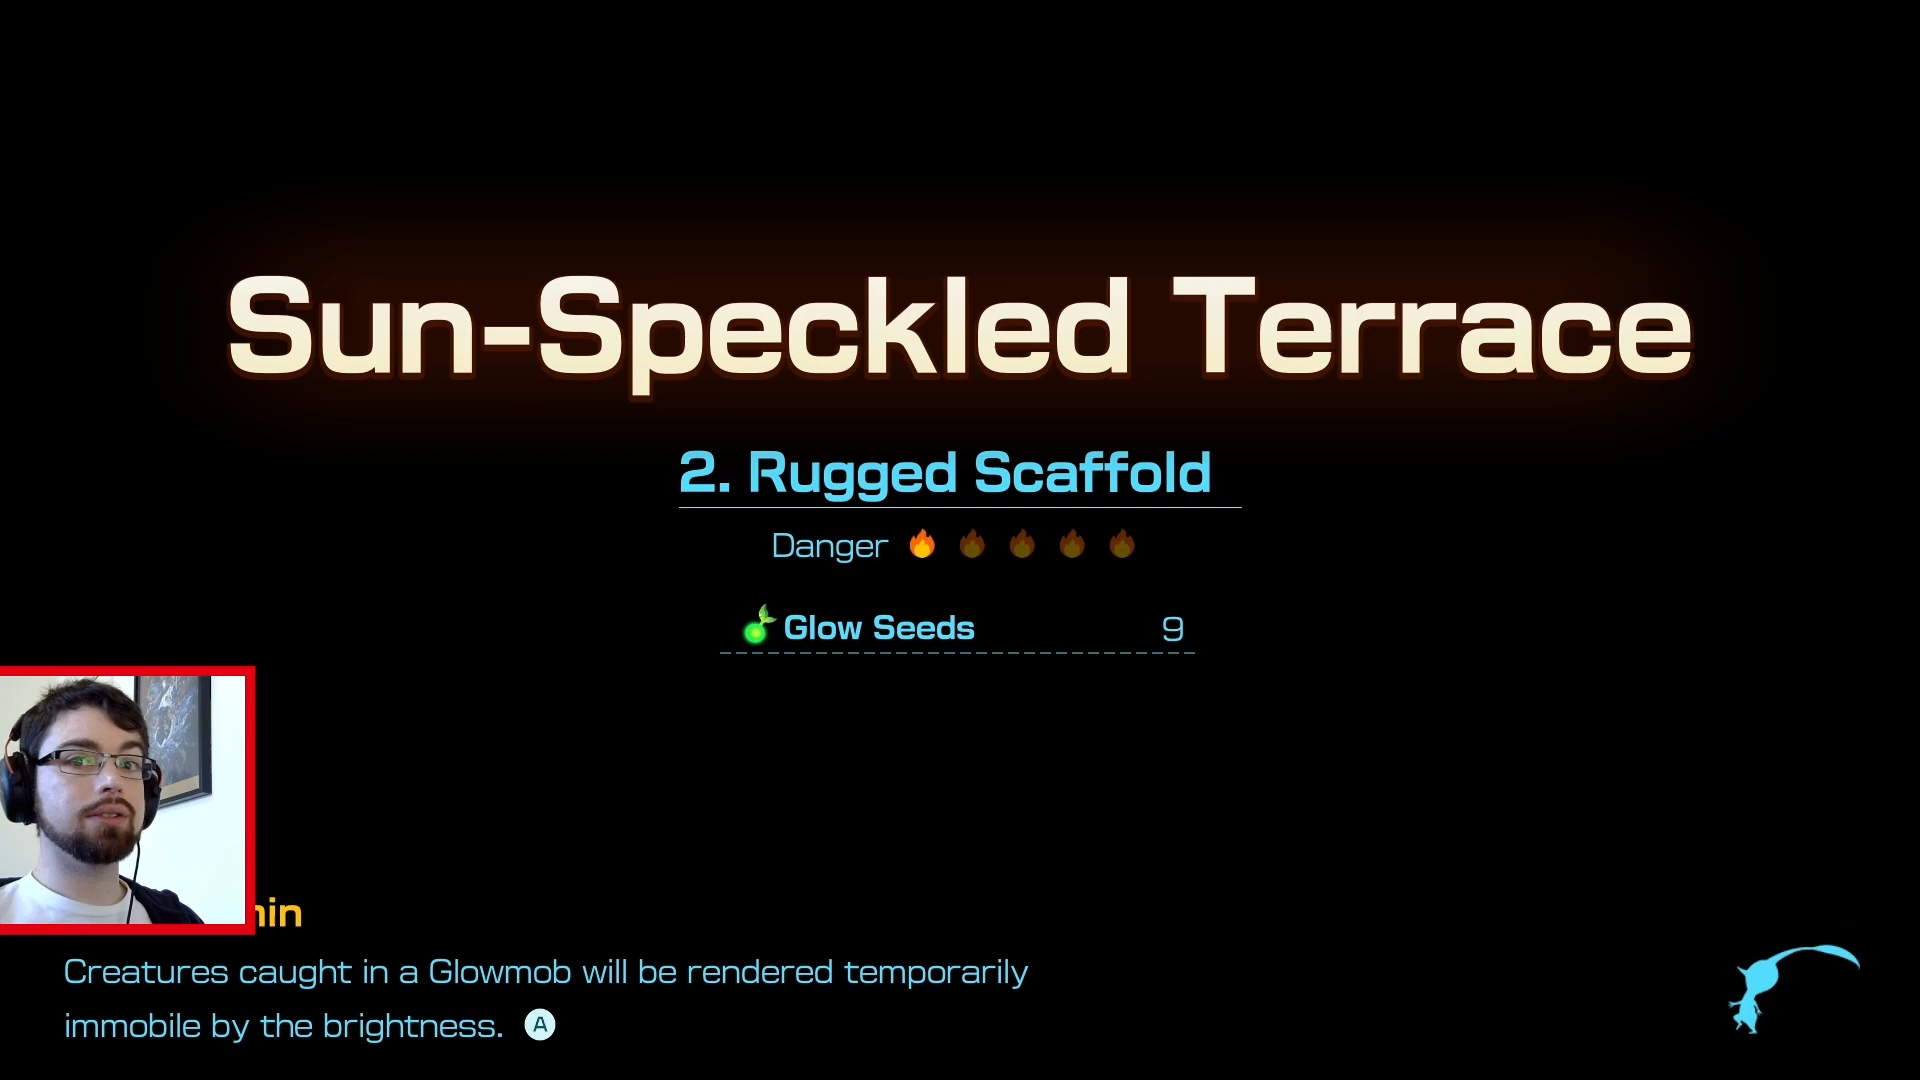 Sun-Speckled Terrace
2. Rugged Scaffold
Danger
Glow Seeds 9
Creatures caught in a Glowmob will be rendered temporarily
immobile by the brightness. A